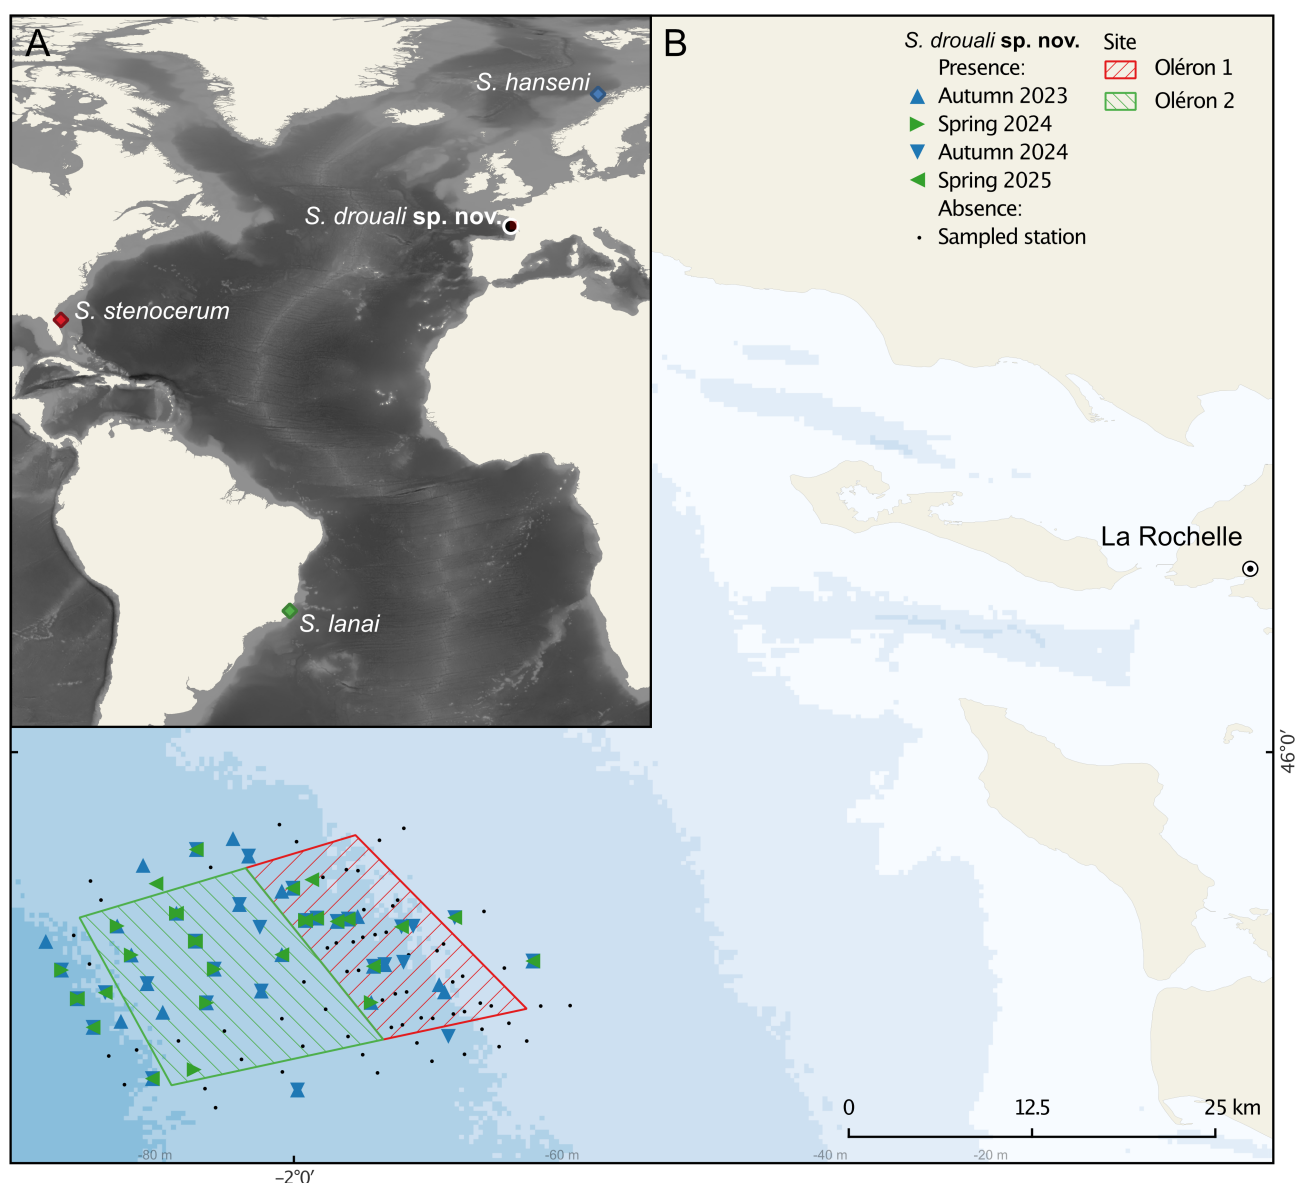 A
S. hanseni
S. drouali sp. nov.
S. stenocerum
S. lanai
B
S. drouali sp. nov.
Presence:
Autumn 2023
Spring 2024
Autumn 2024
Spring 2025
Absence:
Sampled station
Site
Oléron 1
Oléron 2
La Rochelle
46°0′
0 12.5 25 km
-80 m -60 m -40 m -20 m
−2°0′